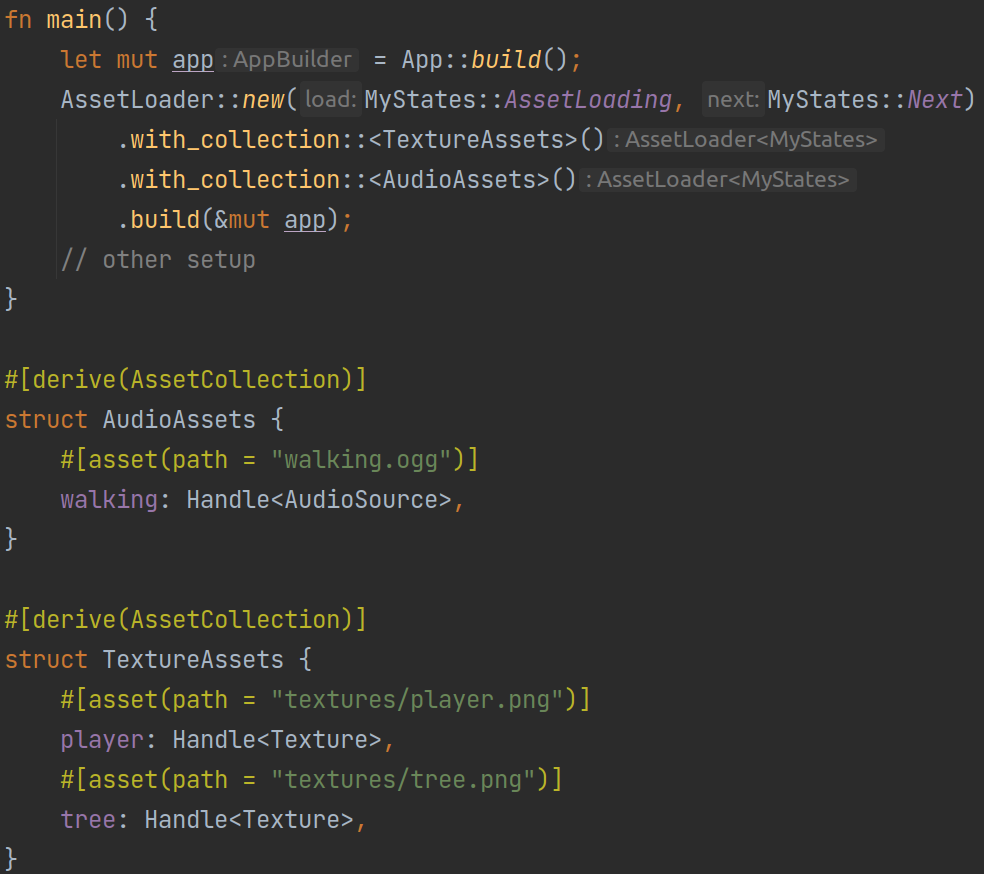 fn main() {
    let mut app: AppBuilder = App::build();
    AssetLoader::new(load: MyStates::AssetLoading, next: MyStates::Next)
        .with_collection::<TextureAssets>(): AssetLoader<MyStates>
        .with_collection::<AudioAssets>(): AssetLoader<MyStates>
        .build(&mut app);
    // other setup
}

#[derive(AssetCollection)]
struct AudioAssets {
    #[asset(path = "walking.ogg")]
    walking: Handle<AudioSource>,
}

#[derive(AssetCollection)]
struct TextureAssets {
    #[asset(path = "textures/player.png")]
    player: Handle<Texture>,
    #[asset(path = "textures/tree.png")]
    tree: Handle<Texture>,
}